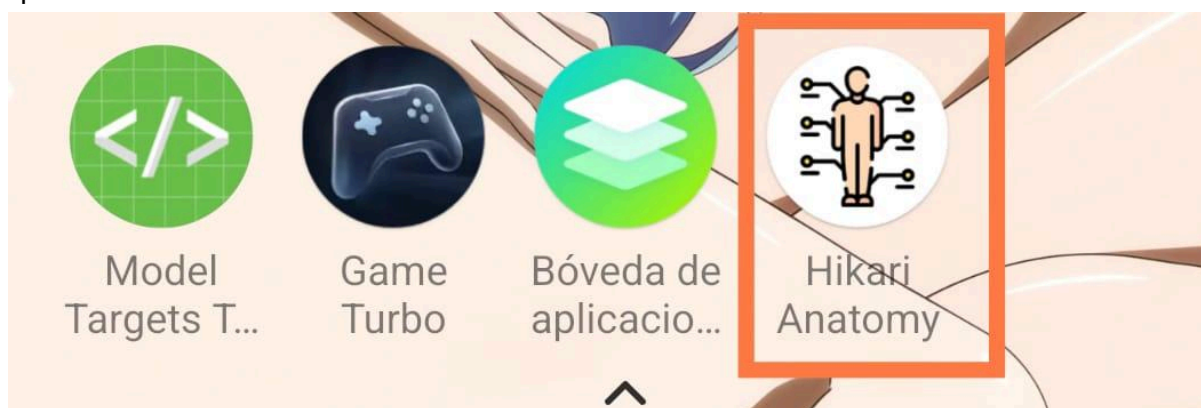 </>
Model
Targets T...
Game
Turbo
Bóveda de
aplicacio...
Hikari
Anatomy